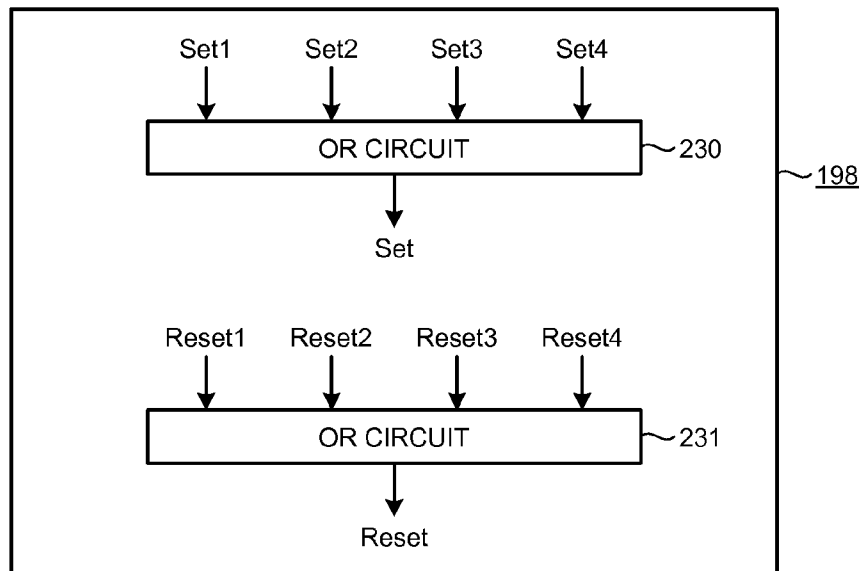 Set1 Set2 Set3 Set4
OR CIRCUIT 230
198
Set
Reset1 Reset2 Reset3 Reset4
OR CIRCUIT 231
Reset